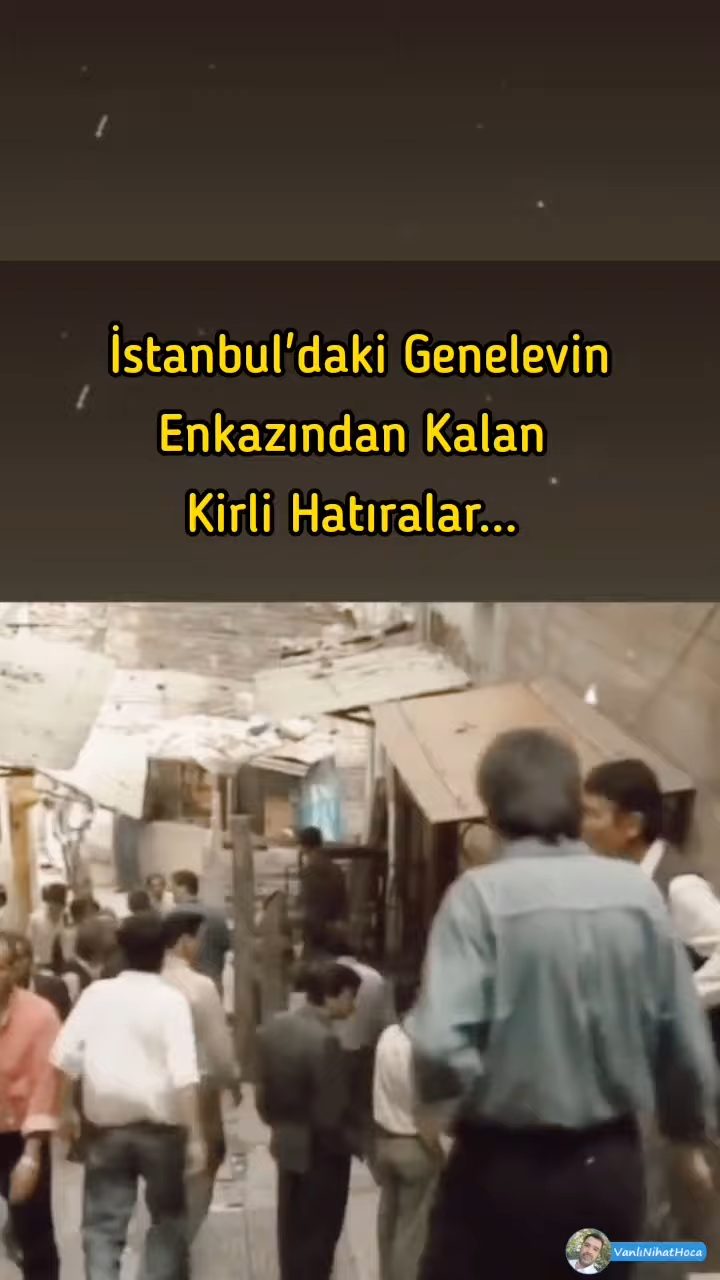 İstanbul'daki Genelevin
Enkazından Kalan
Kirli Hatıralar...
VanlıNihatHoca